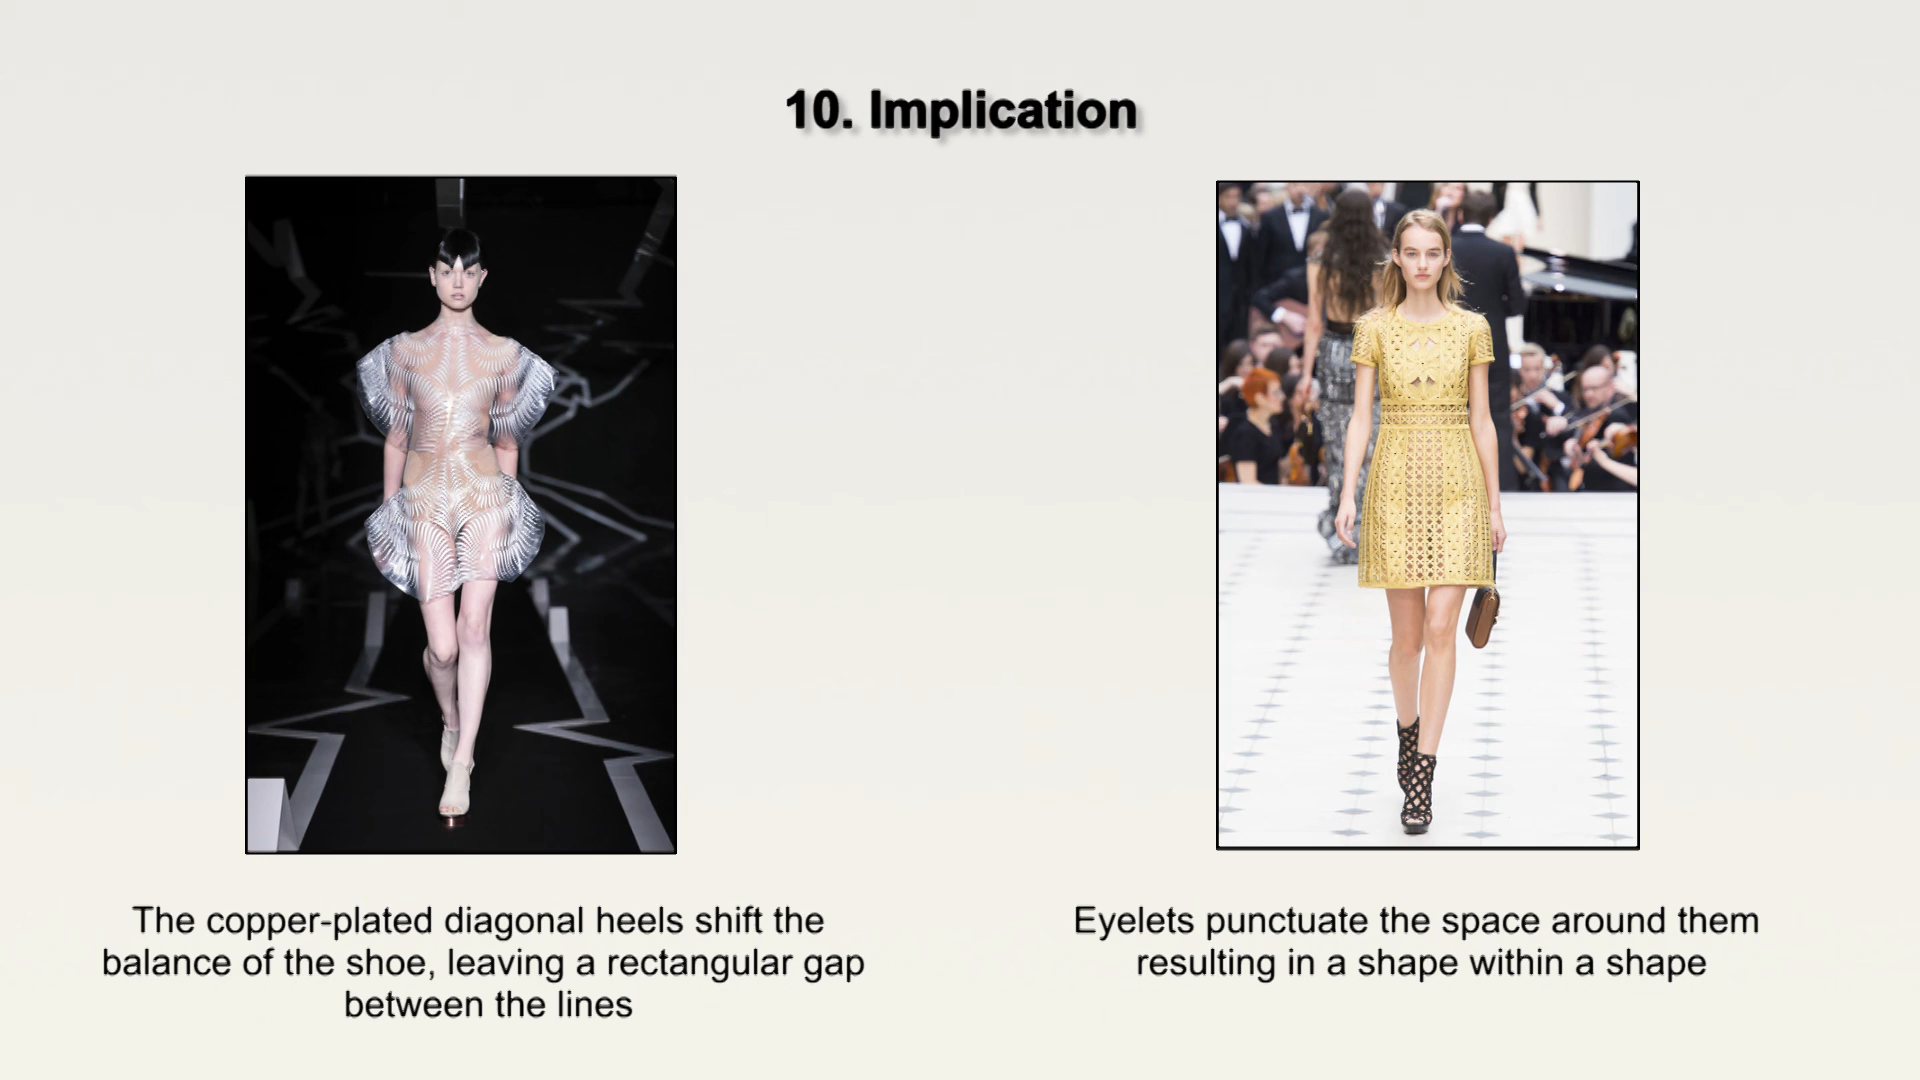 10. Implication
The copper-plated diagonal heels shift the
balance of the shoe, leaving a rectangular gap
between the lines
Eyelets punctuate the space around them
resulting in a shape within a shape